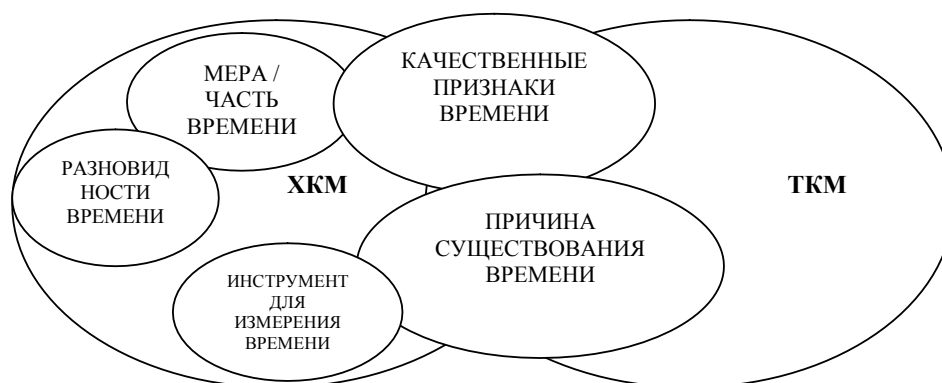 МЕРА /
ЧАСТЬ
ВРЕМЕНИ
КАЧЕСТВЕННЫЕ
ПРИЗНАКИ
ВРЕМЕНИ
РАЗНОВИД
НОСТИ
ВРЕМЕНИ
ХКМ
ТКМ
ПРИЧИНА
СУЩЕСТВОВАНИЯ
ВРЕМЕНИ
ИНСТРУМЕНТ
ДЛЯ
ИЗМЕРЕНИЯ
ВРЕМЕНИ